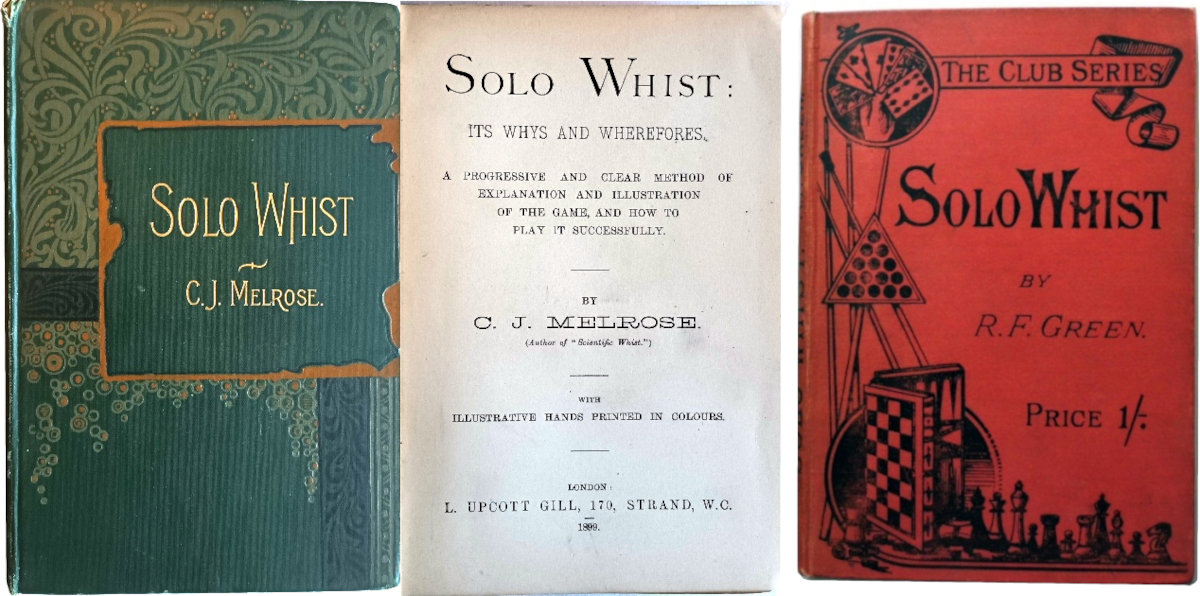 SOLO WHIST
C. J. MELROSE.
SOLO WHIST:
ITS WHYS AND WHEREFORES.
A PROGRESSIVE AND CLEAR METHOD OF
EXPLANATION AND ILLUSTRATION
OF THE GAME, AND HOW TO
PLAY IT SUCCESSFULLY.
BY
C. J. MELROSE.
(Author of "Scientific Whist.")
WITH
ILLUSTRATIVE HANDS PRINTED IN COLOURS.
LONDON:
L. UPCOTT GILL, 170, STRAND, W.C.
1899.
THE CLUB SERIES
SOLO WHIST
BY
R. F. GREEN.
PRICE 1/-